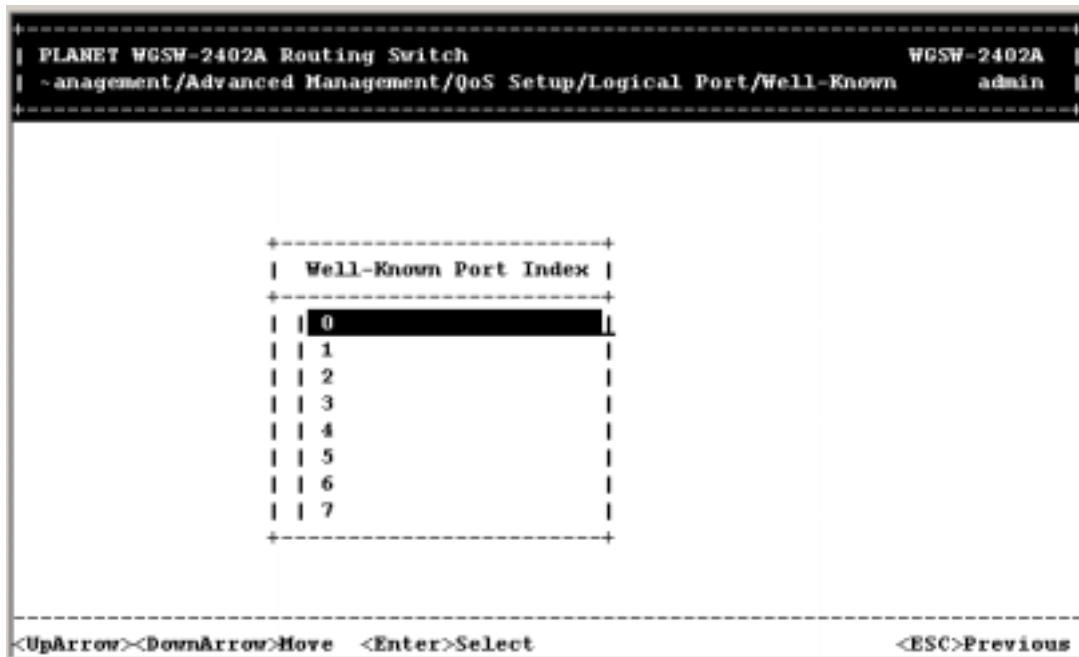 PLANET WGSW-2402A Routing Switch WGSW-2402A
~anagement/Advanced Management/QoS Setup/Logical Port/Well-Known admin
Well-Known Port Index
0
1
2
3
4
5
6
7
<UpArrow><DownArrow>Move <Enter>Select <ESC>Previous